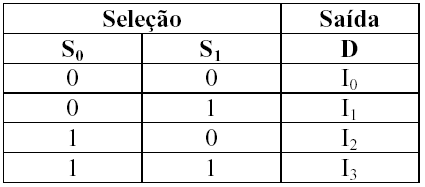 Seleção Saída
S₀ S₁ D
0 0 I₀
0 1 I₁
1 0 I₂
1 1 I₃